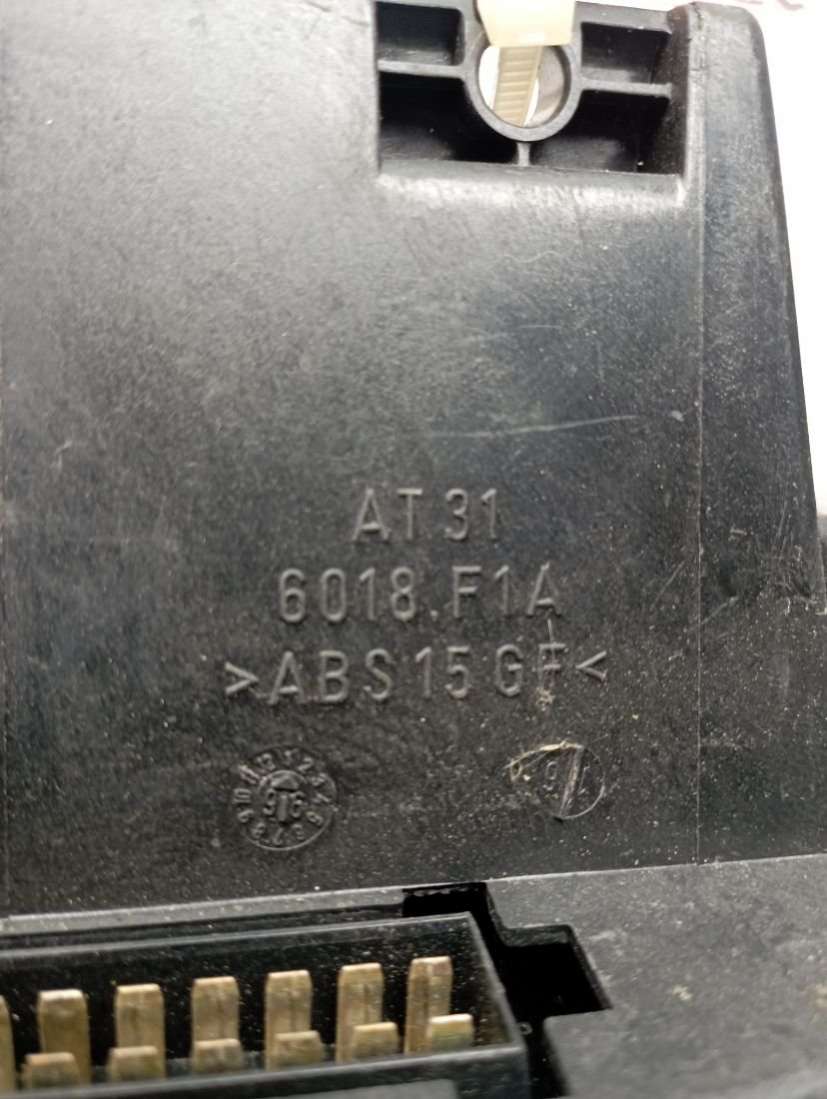 AT 31
6018.F1A
>ABS 15 GF<